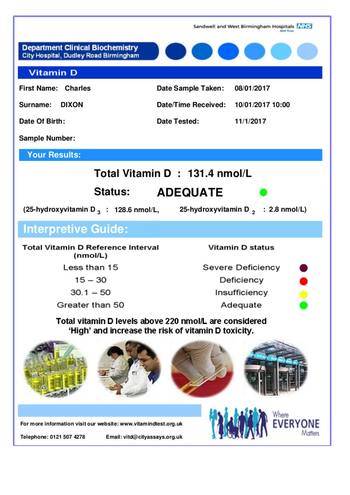 Sandwell and West Birmingham Hospitals NHS
NHS Trust
Department Clinical Biochemistry
City Hospital, Dudley Road Birmingham
Vitamin D
First Name: Charles Date Sample Taken: 08/01/2017
Surname: DIXON Date/Time Received: 10/01/2017 10:00
Date Of Birth: Date Tested: 11/1/2017
Sample Number:
Your Results:
Total Vitamin D : 131.4 nmol/L
Status: ADEQUATE
(25-hydroxyvitamin D 3 : 128.6 nmol/L, 25-hydroxyvitamin D 2 : 2.8 nmol/L)
Interpretive Guide:
Total Vitamin D Reference Interval Vitamin D status
(nmol/L)
Less than 15 Severe Deficiency
15 – 30 Deficiency
30.1 – 50 Insufficiency
Greater than 50 Adequate
Total vitamin D levels above 220 nmol/L are considered
‘High’ and increase the risk of vitamin D toxicity.
For more information visit our website: www.vitamindtest.org.uk
Telephone: 0121 507 4278 Email: vitd@cityassays.org.uk
Where
EVERYONE
Matters